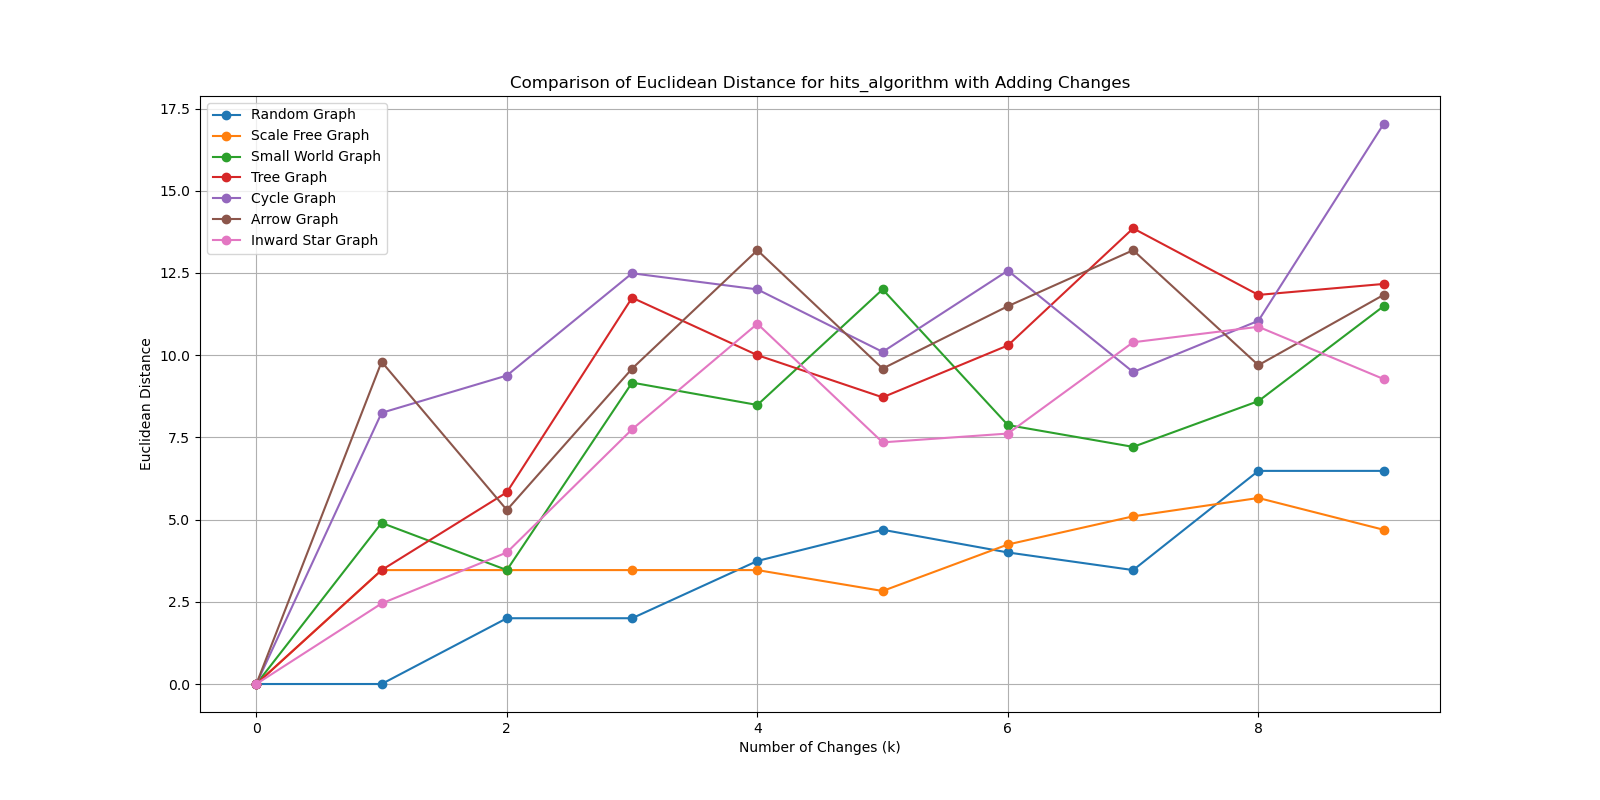 Comparison of Euclidean Distance for hits_algorithm with Adding Changes
17.5
15.0
12.5
10.0
7.5
5.0
2.5
0.0
Euclidean Distance
Random Graph
Scale Free Graph
Small World Graph
Tree Graph
Cycle Graph
Arrow Graph
Inward Star Graph
0 2 4 6 8
Number of Changes (k)